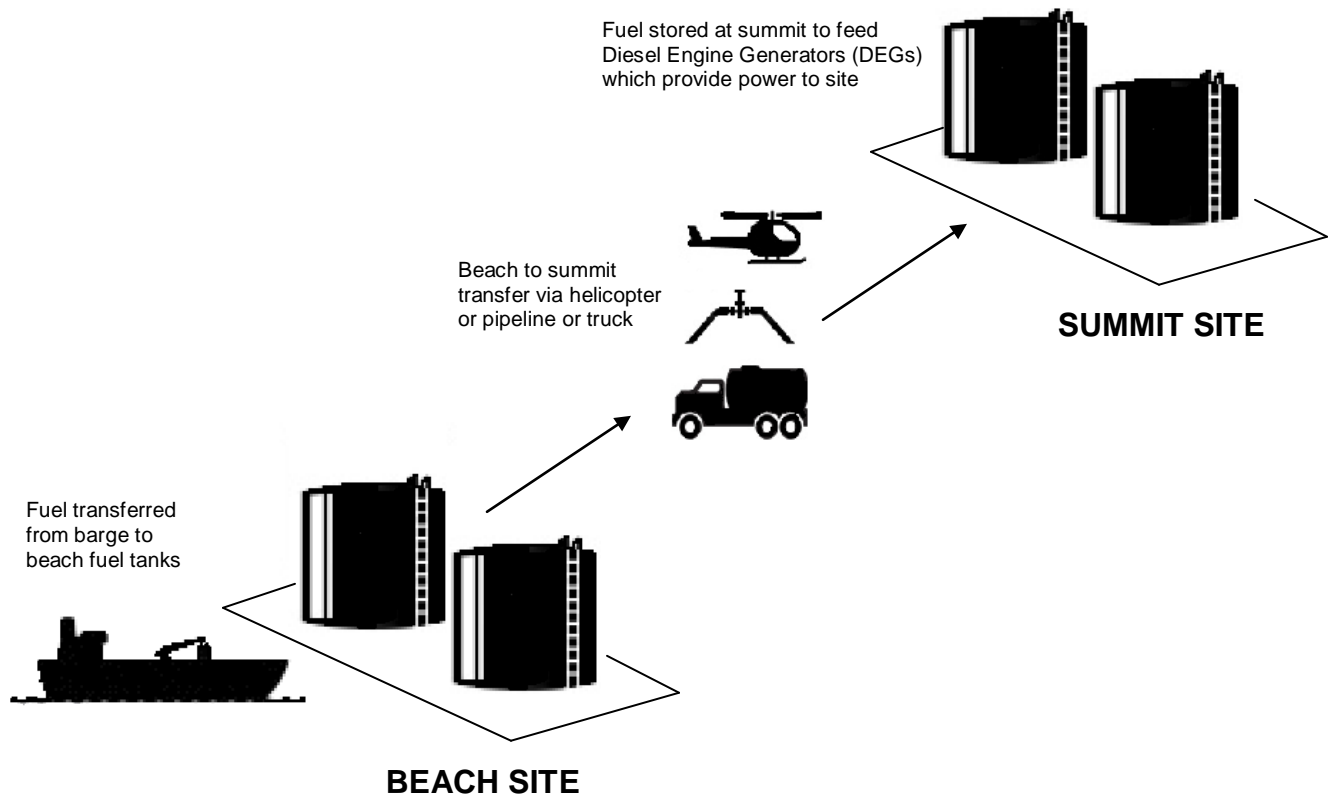 Fuel stored at summit to feed
Diesel Engine Generators (DEGs)
which provide power to site
Beach to summit
transfer via helicopter
or pipeline or truck
SUMMIT SITE
Fuel transferred
from barge to
beach fuel tanks
BEACH SITE